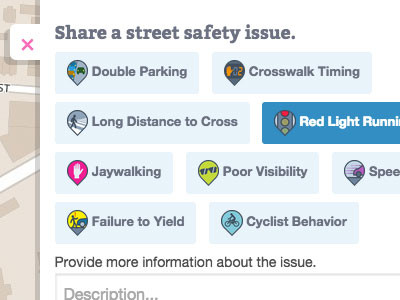 Share a street safety issue.
Double Parking
Crosswalk Timing
Long Distance to Cross
Red Light Runnin
Jaywalking
Poor Visibility
Spee
Failure to Yield
Cyclist Behavior
Provide more information about the issue.
Description...
ST